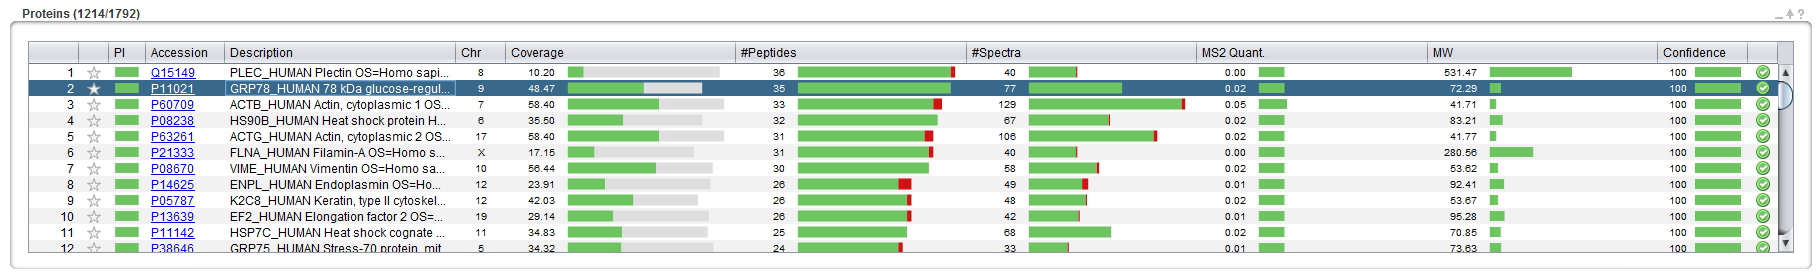 Proteins (1214/1792)
PI Accession Description Chr Coverage #Peptides #Spectra MS2 Quant. MW Confidence
1 Q15149 PLEC_HUMAN Plectin OS=Homo sapi... 8 10.20 36 40 0.00 531.47 100
2 P11021 GRP78_HUMAN 78 kDa glucose-regul... 9 48.47 35 77 0.02 72.29 100
3 P60709 ACTB_HUMAN Actin, cytoplasmic 1 OS... 7 58.40 33 129 0.05 41.71 100
4 P08238 HS90B_HUMAN Heat shock protein H... 6 35.50 32 67 0.02 83.21 100
5 P63261 ACTG_HUMAN Actin, cytoplasmic 2 OS... 17 58.40 31 106 0.02 41.77 100
6 P21333 FLNA_HUMAN Filamin-A OS=Homo s... X 17.15 31 40 0.00 280.56 100
7 P08670 VIME_HUMAN Vimentin OS=Homo sa... 10 56.44 30 58 0.02 53.62 100
8 P14625 ENPL_HUMAN Endoplasmin OS=Ho... 12 23.91 26 49 0.01 92.41 100
9 P05787 K2C8_HUMAN Keratin, type II cytoskel... 12 42.03 26 48 0.02 53.67 100
10 P13639 EF2_HUMAN Elongation factor 2 OS=... 19 29.14 26 42 0.01 95.28 100
11 P11142 HSP7C_HUMAN Heat shock cognate ... 11 34.83 25 68 0.02 70.85 100
12 P38646 GRP75_HUMAN Stress-70 protein, mit... 5 34.32 24 33 0.01 73.63 100